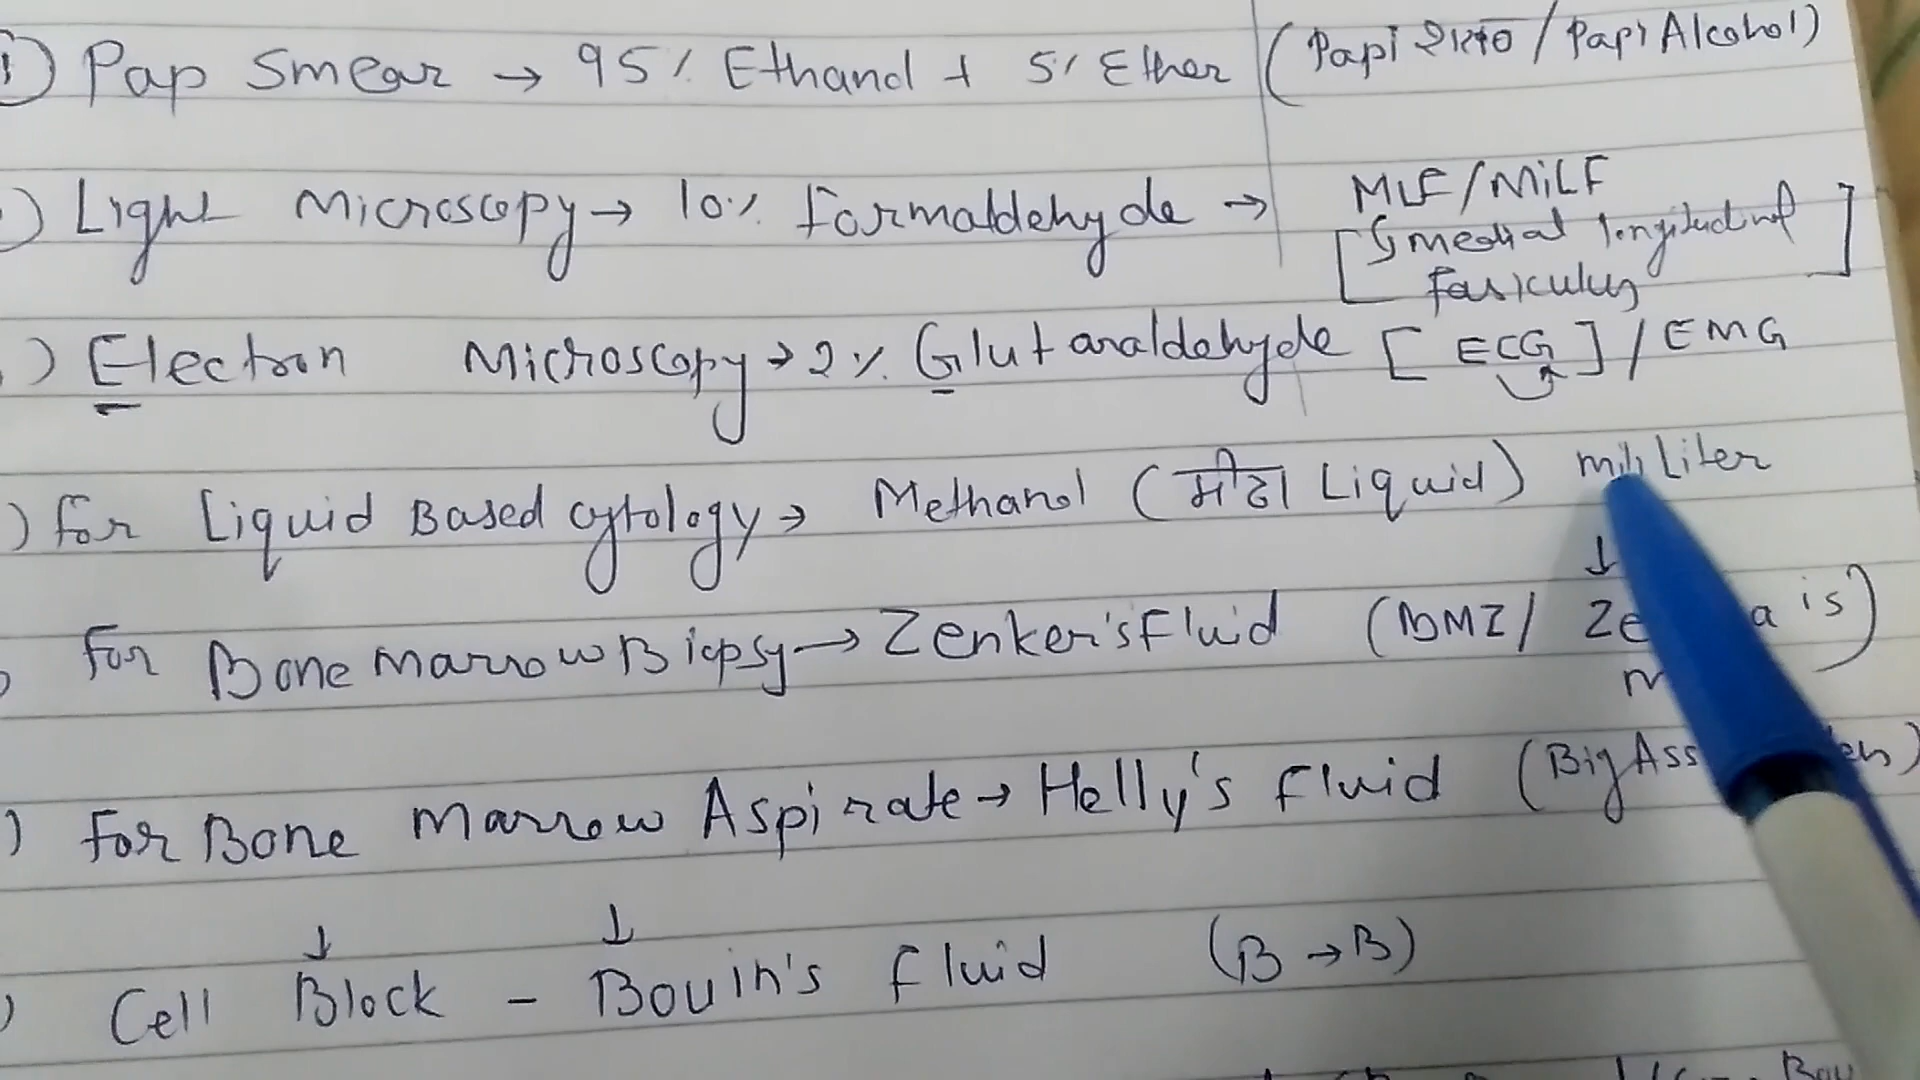 i) Pap Smear → 95% Ethanol + 5% Ether (Papi / Papi Alcohol)
) Light Microscopy → 10% Formaldehyde → MLF/MiLF
[↳ medial longitudinal
fasiculus]
) Electron Microscopy → 2% Glutaraldehyde [ECG] / EMG
) for Liquid Based cytology → Methanol (मीठा Liquid) mili Liter
for Bone Marrow Biopsy → Zenker's Fluid (BMZ/ is)
) for Bone Marrow Aspirate → Helly's Fluid (Big Ass
) Cell Block - Bouin's Fluid (B → B)